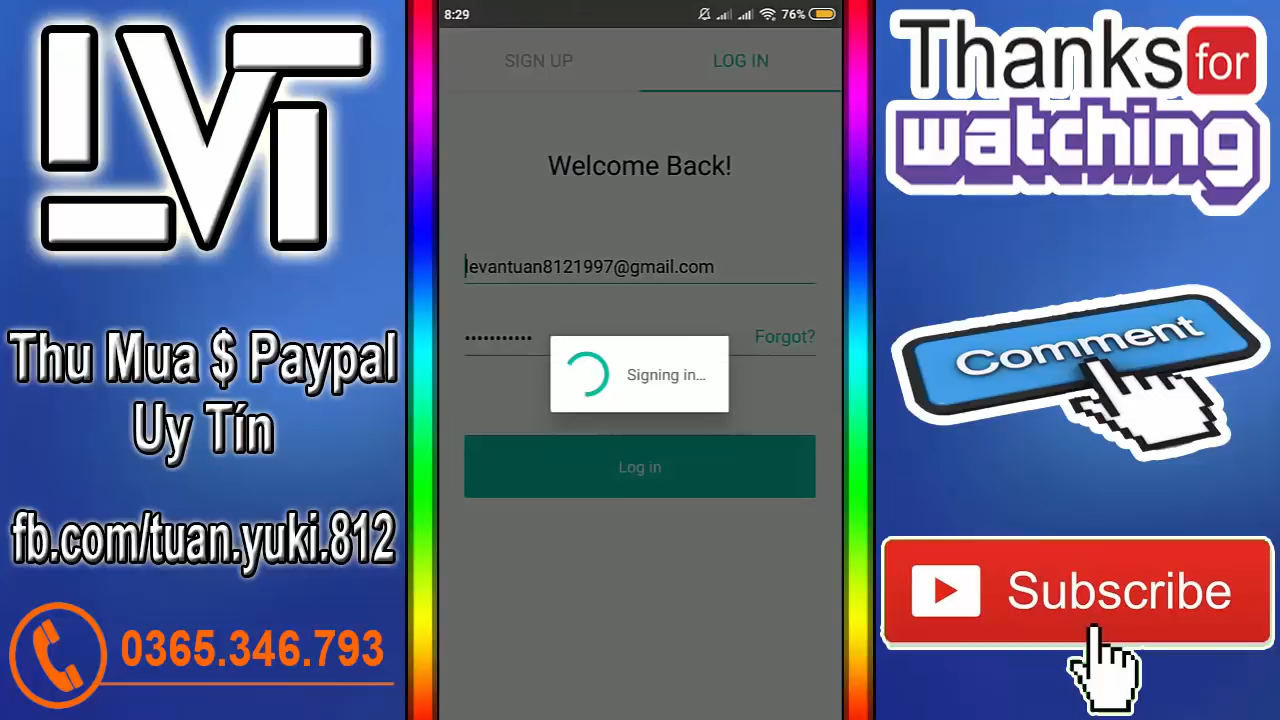 LVT
Thu Mua $ Paypal
Uy Tín
fb.com/tuan.yuki.812
0365.346.793
8:29
76%
SIGN UP
LOG IN
Welcome Back!
levantuan8121997@gmail.com
•••••••••••
Forgot?
Signing in...
Log in
Thanks for
watching
Comment
Subscribe